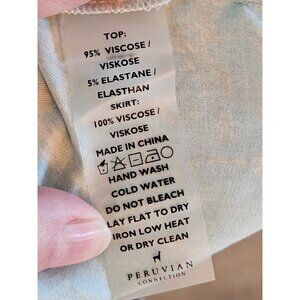 TOP:
95% VISCOSE /
VISKOSE
5% ELASTANE /
ELASTHAN
SKIRT:
100% VISCOSE /
VISKOSE
MADE IN CHINA
HAND WASH
COLD WATER
DO NOT BLEACH
LAY FLAT TO DRY
IRON LOW HEAT
OR DRY CLEAN
PERUVIAN
CONNECTION